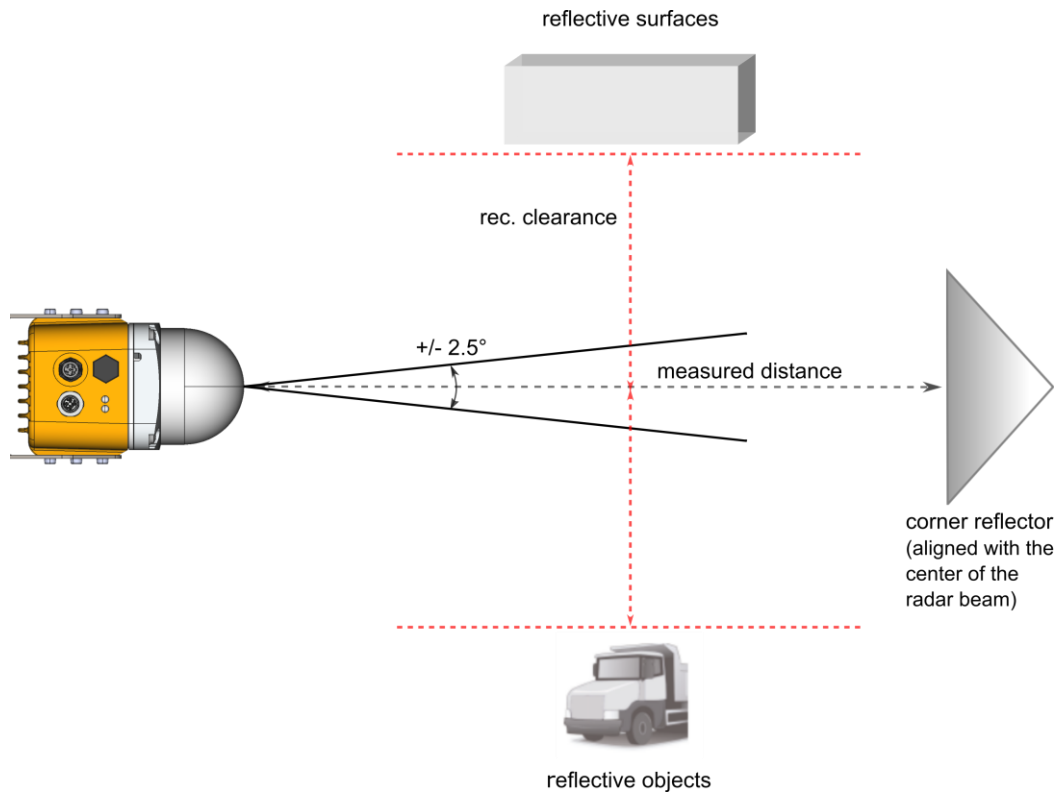 reflective surfaces
rec. clearance
+/- 2.5°
measured distance
corner reflector
(aligned with the
center of the
radar beam)
reflective objects